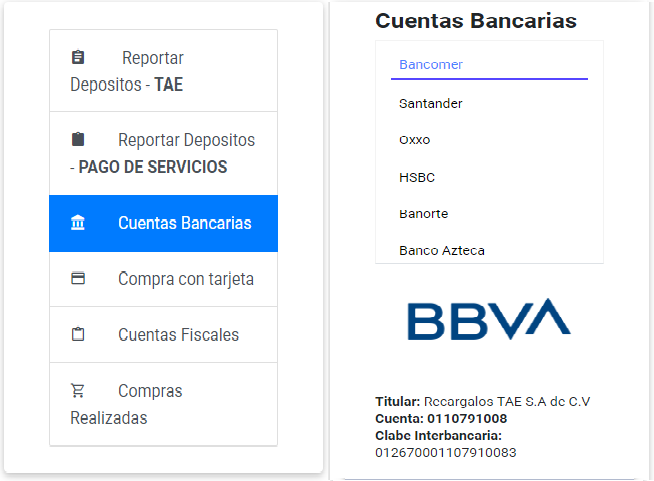 Reportar
Depositos - TAE
Reportar Depositos
- PAGO DE SERVICIOS
Cuentas Bancarias
Compra con tarjeta
Cuentas Fiscales
Compras
Realizadas
Cuentas Bancarias
Bancomer
Santander
Oxxo
HSBC
Banorte
Banco Azteca
BBVA
Titular: Recargalos TAE S.A de C.V
Cuenta: 0110791008
Clabe Interbancaria:
012670001107910083